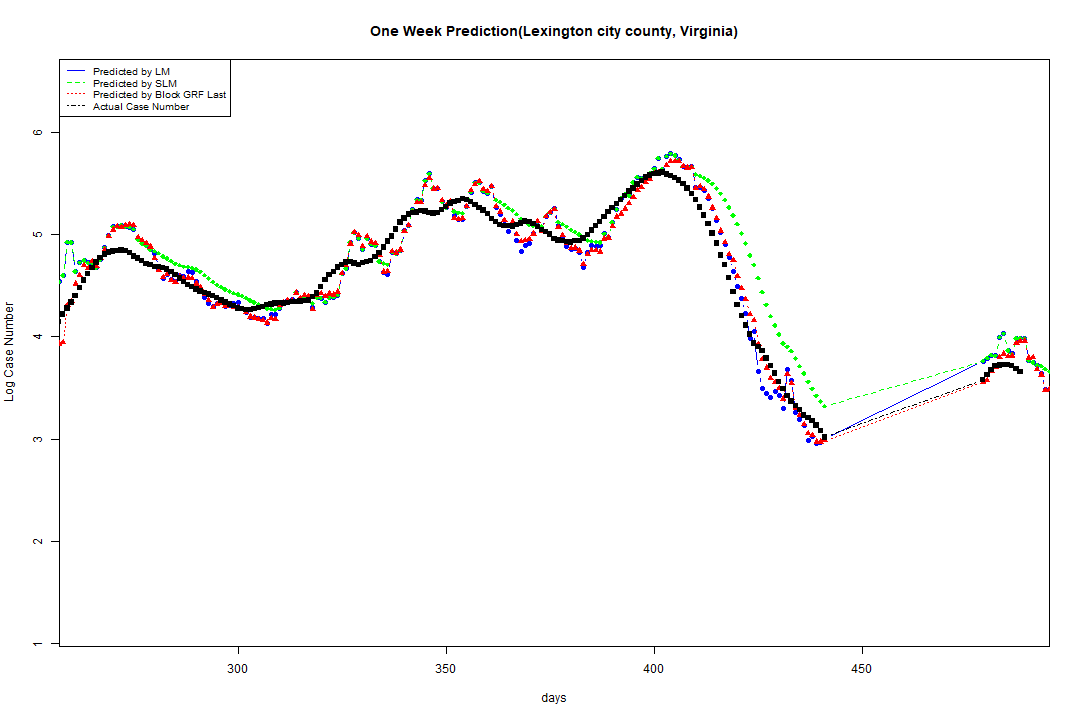 One Week Prediction(Lexington city county, Virginia)
Predicted by LM
Predicted by SLM
Predicted by Block GRF Last
Actual Case Number
6
5
4
3
2
1
Log Case Number
300
350
400
450
days